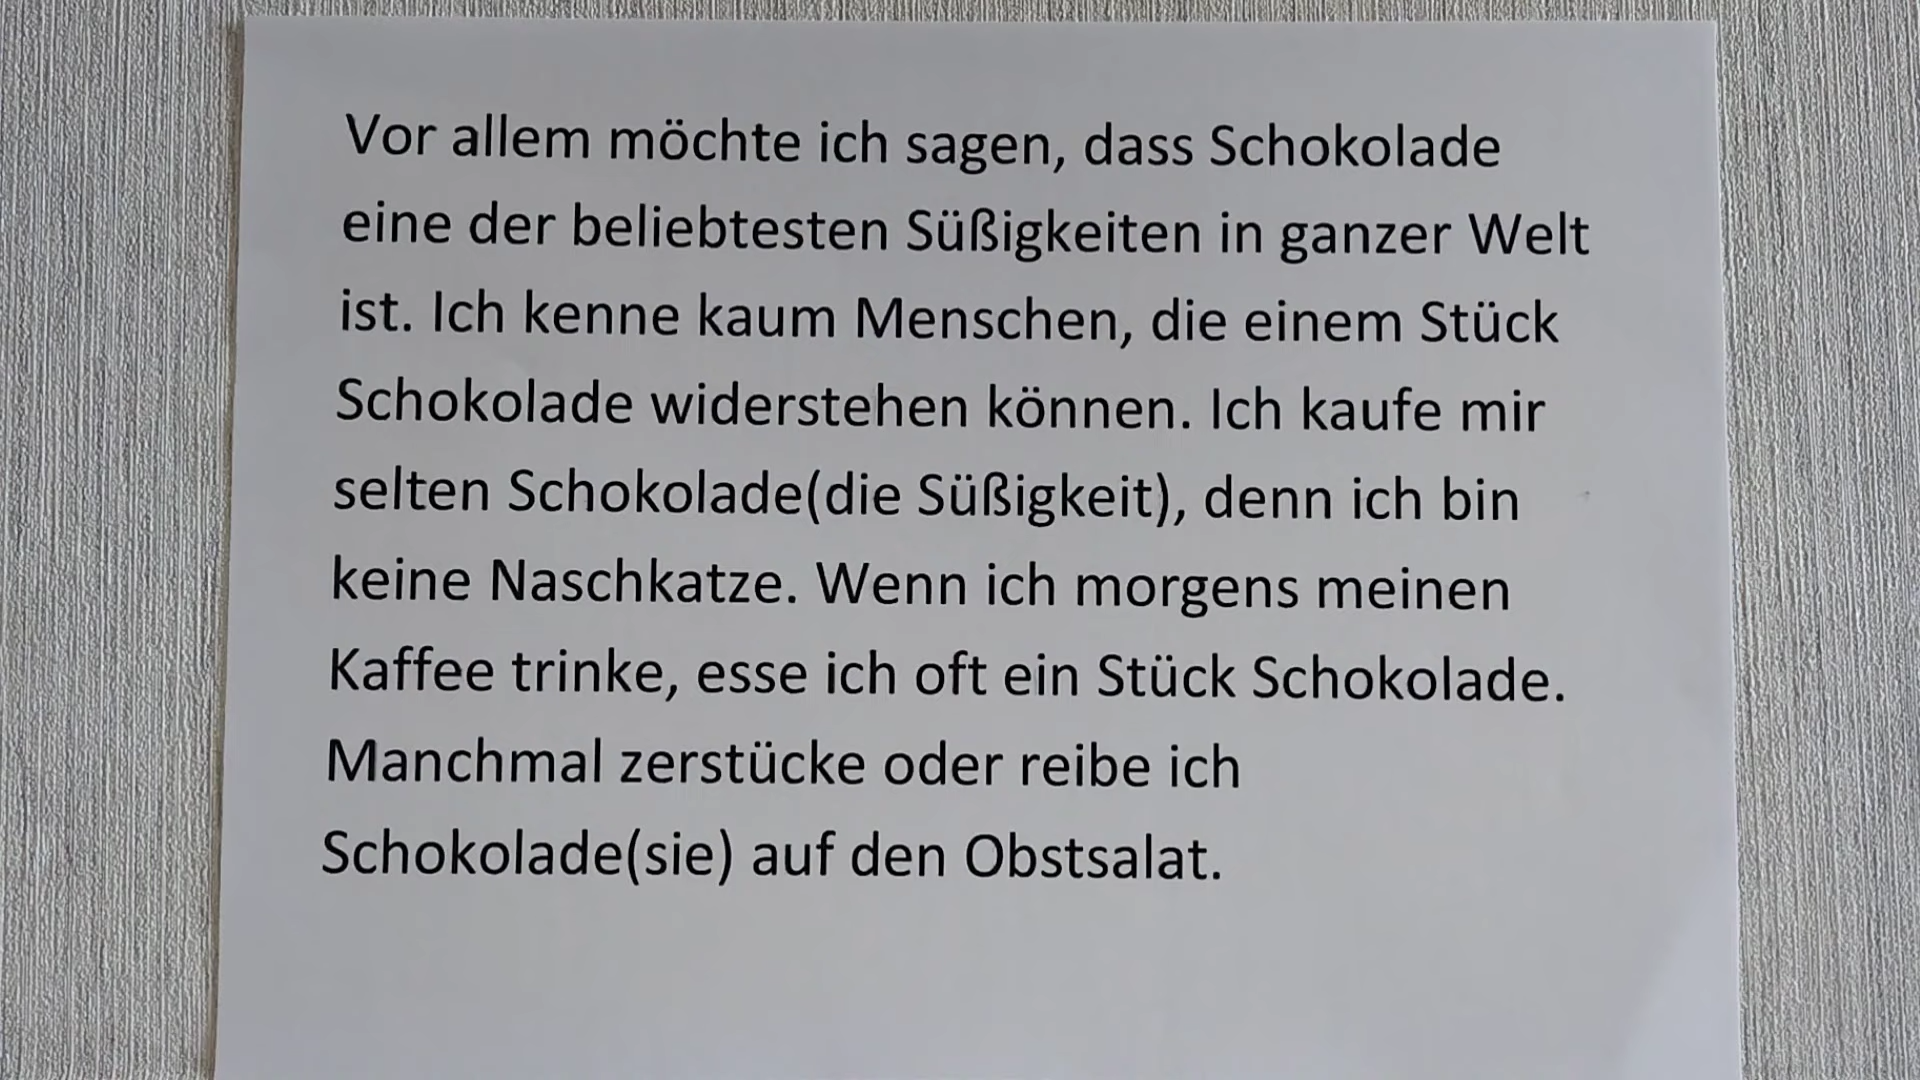 Vor allem möchte ich sagen, dass Schokolade
eine der beliebtesten Süßigkeiten in ganzer Welt
ist. Ich kenne kaum Menschen, die einem Stück
Schokolade widerstehen können. Ich kaufe mir
selten Schokolade(die Süßigkeit), denn ich bin
keine Naschkatze. Wenn ich morgens meinen
Kaffee trinke, esse ich oft ein Stück Schokolade.
Manchmal zerstücke oder reibe ich
Schokolade(sie) auf den Obstsalat.